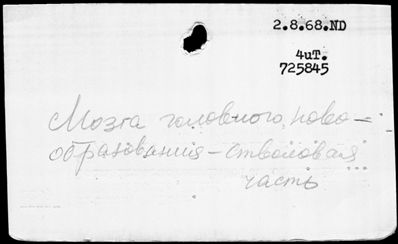 2.8.68.ND
4чт.
725845
Мозга головного, ново-
образования – стволовая
часть